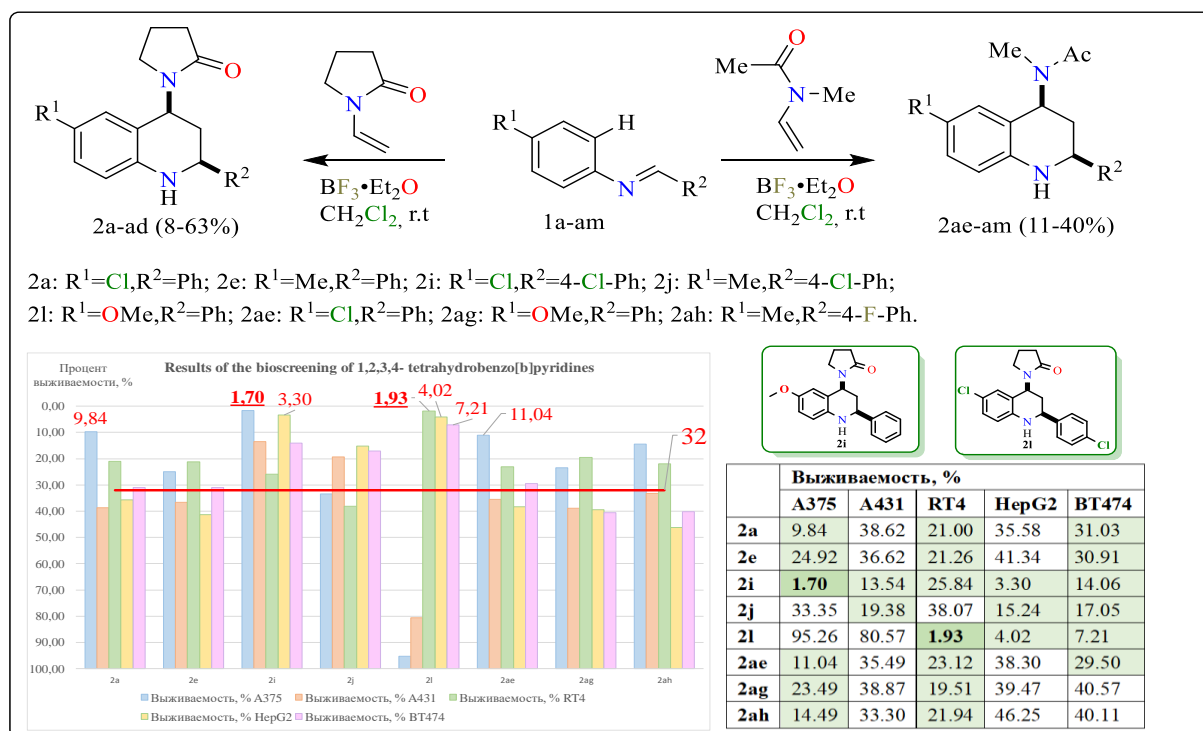 N
O
R¹
N
H
R²
2a-ad (8-63%)
O
N
BF₃•Et₂O
CH₂Cl₂, r.t
R¹
H
N
R²
1a-am
O
Me
N
Me
BF₃•Et₂O
CH₂Cl₂, r.t
Me
N
Ac
R¹
N
H
R²
2ae-am (11-40%)
2a: R¹=Cl,R²=Ph; 2e: R¹=Me,R²=Ph; 2i: R¹=Cl,R²=4-Cl-Ph; 2j: R¹=Me,R²=4-Cl-Ph;
2l: R¹=OMe,R²=Ph; 2ae: R¹=Cl,R²=Ph; 2ag: R¹=OMe,R²=Ph; 2ah: R¹=Me,R²=4-F-Ph.
Процент
выживаемости, %
Results of the bioscreening of 1,2,3,4- tetrahydrobenzo[b]pyridines
0,00
10,00
20,00
30,00
40,00
50,00
60,00
70,00
80,00
90,00
100,00
9,84
1,70
3,30
1,93
4,02
7,21
11,04
32
2a 2e 2i 2j 2l 2ae 2ag 2ah
Выживаемость, % A375 Выживаемость, % A431 Выживаемость, % RT4
Выживаемость, % HepG2 Выживаемость, % BT474
N
O
O
N
H
2i
N
O
Cl
N
H
Cl
2l
Выживаемость, %
A375 A431 RT4 HepG2 BT474
2a 9.84 38.62 21.00 35.58 31.03
2e 24.92 36.62 21.26 41.34 30.91
2i 1.70 13.54 25.84 3.30 14.06
2j 33.35 19.38 38.07 15.24 17.05
2l 95.26 80.57 1.93 4.02 7.21
2ae 11.04 35.49 23.12 38.30 29.50
2ag 23.49 38.87 19.51 39.47 40.57
2ah 14.49 33.30 21.94 46.25 40.11